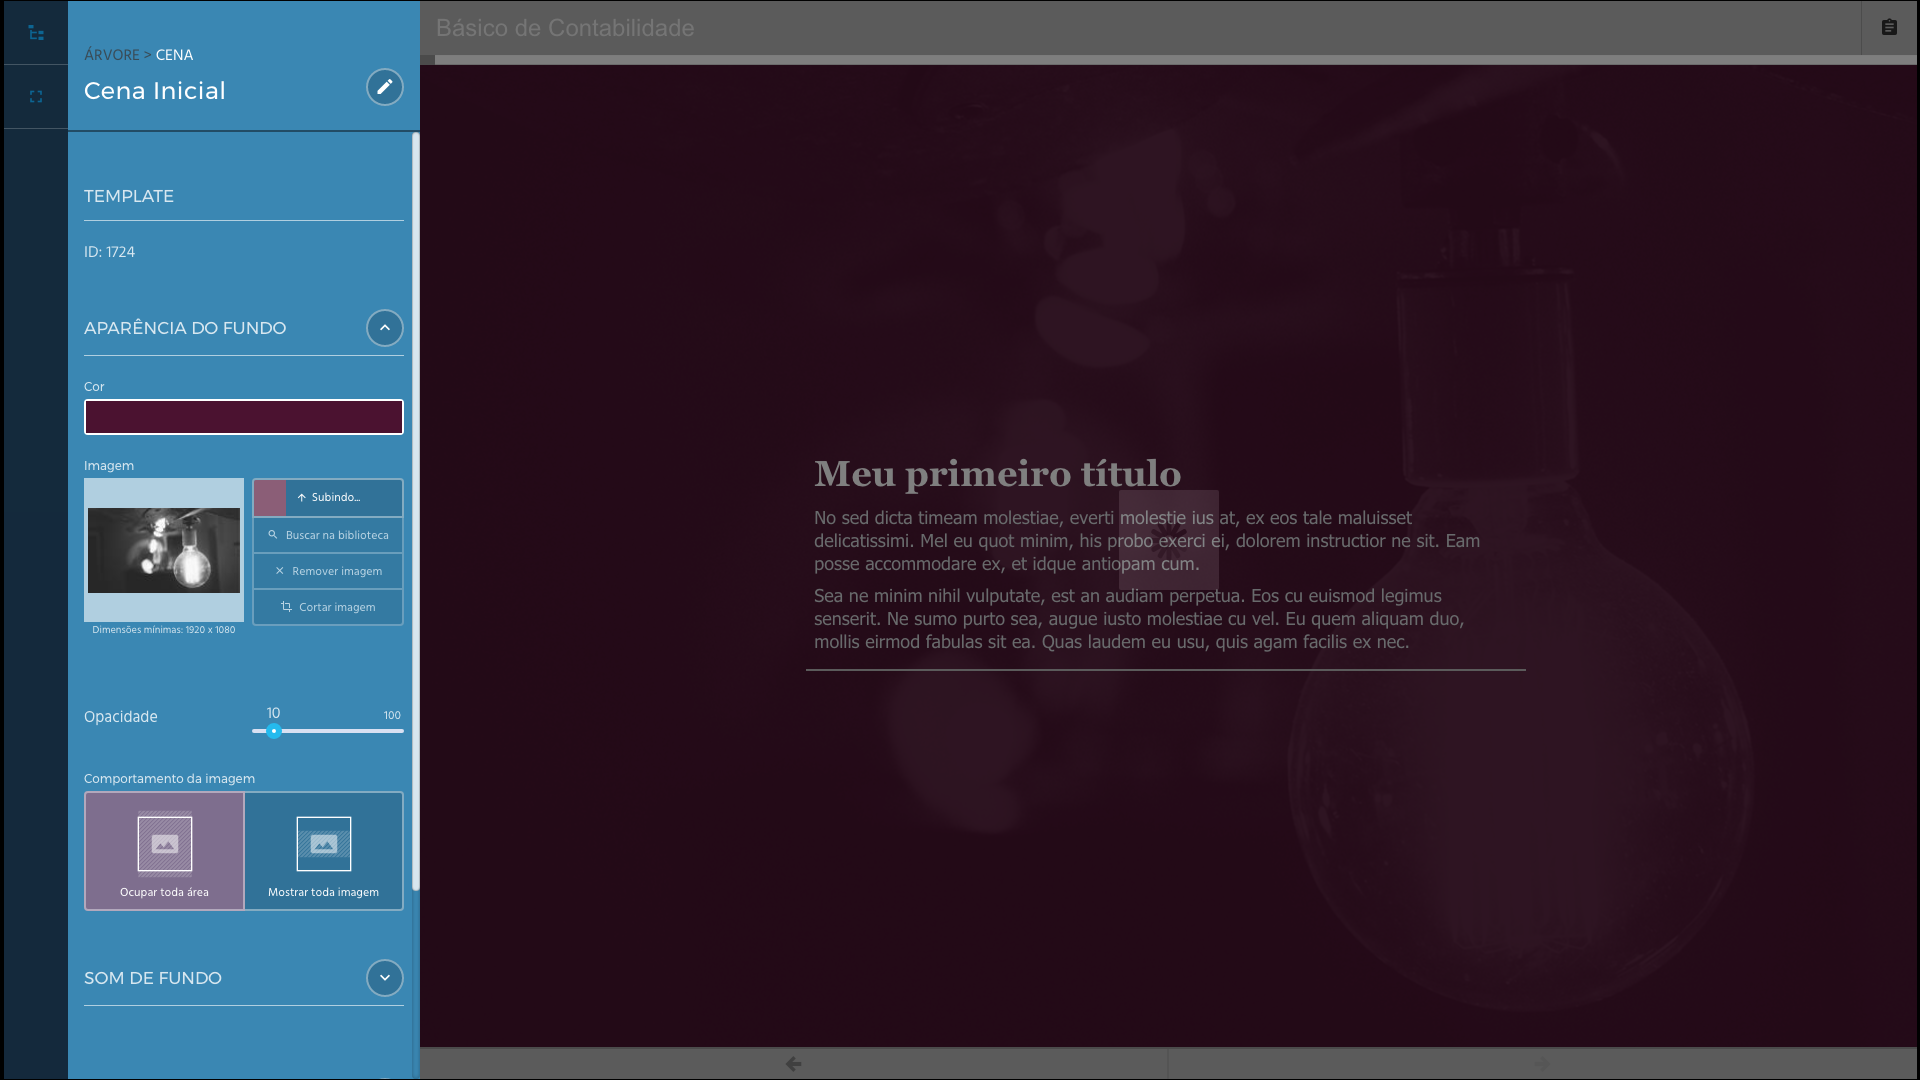 ÁRVORE > CENA
Cena Inicial
TEMPLATE
ID: 1724
APARÊNCIA DO FUNDO
Cor
Imagem
Subindo...
Buscar na biblioteca
Remover imagem
Cortar imagem
Dimensões mínimas: 1920 x 1080
Opacidade
10
100
Comportamento da imagem
Ocupar toda área
Mostrar toda imagem
SOM DE FUNDO
Básico de Contabilidade
Meu primeiro título
No sed dicta timeam molestiae, everti molestie ius at, ex eos tale maluisset
delicatissimi. Mel eu quot minim, his probo exerci ei, dolorem instructior ne sit. Eam
posse accommodare ex, et idque antiopam cum.
Sea ne minim nihil vulputate, est an audiam perpetua. Eos cu euismod legimus
senserit. Ne sumo purto sea, augue iusto molestiae cu vel. Eu quem aliquam duo,
mollis eirmod fabulas sit ea. Quas laudem eu usu, quis agam facilis ex nec.